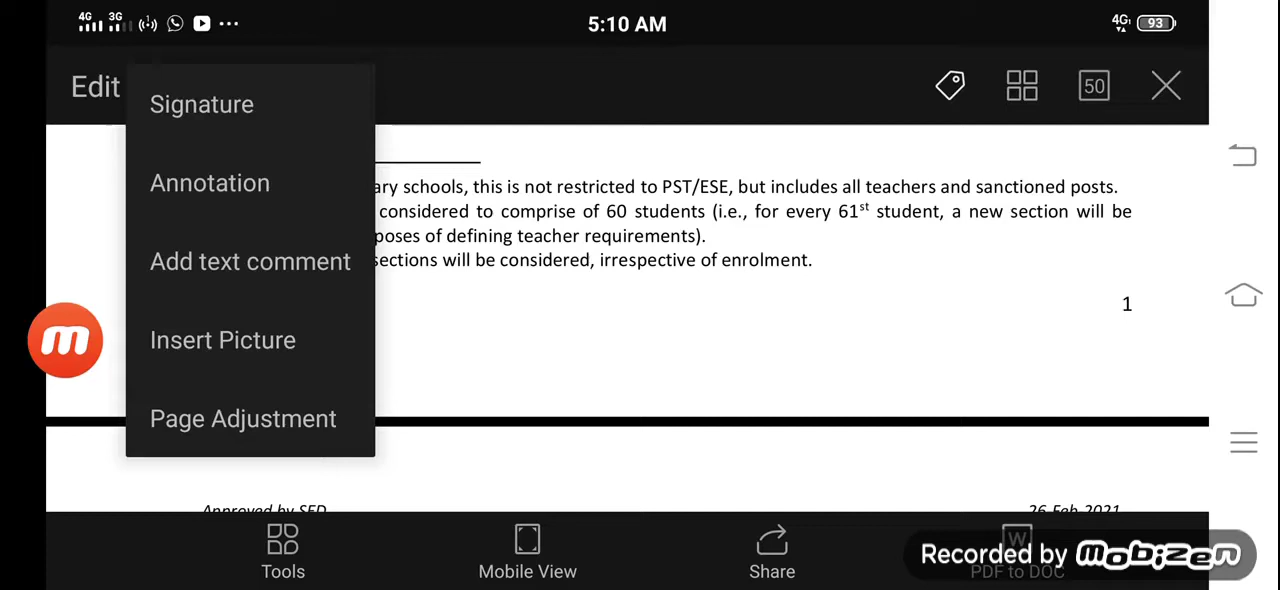 4G 3G 5:10 AM 4G 93
Edit 50
Signature
Annotation
Add text comment
Insert Picture
Page Adjustment
ary schools, this is not restricted to PST/ESE, but includes all teachers and sanctioned posts.
considered to comprise of 60 students (i.e., for every 61st student, a new section will be
poses of defining teacher requirements).
sections will be considered, irrespective of enrolment.
1
Approved by SED 26-Feb-2021
Tools Mobile View Share PDF to DOC
W
m
Recorded by mobizen